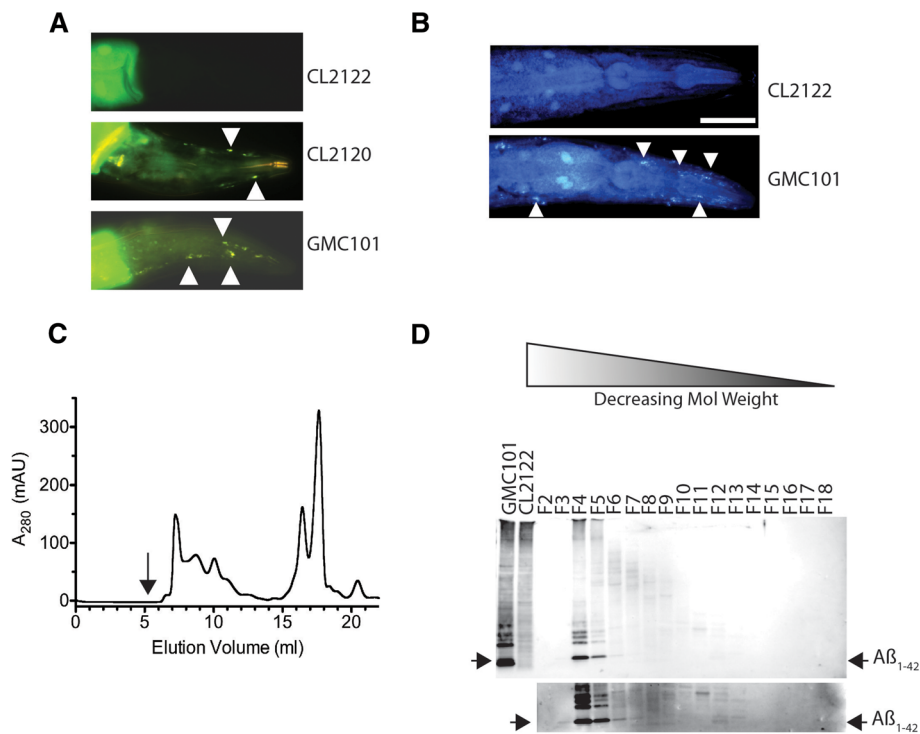 A
CL2122
CL2120
GMC101
B
CL2122
GMC101
C
300
200
100
0
A280 (mAU)
0 5 10 15 20
Elution Volume (ml)
D
Decreasing Mol Weight
GMC101 CL2122 F2 F3 F4 F5 F6 F7 F8 F9 F10 F11 F12 F13 F14 F15 F16 F17 F18
Aß1-42
Aß1-42